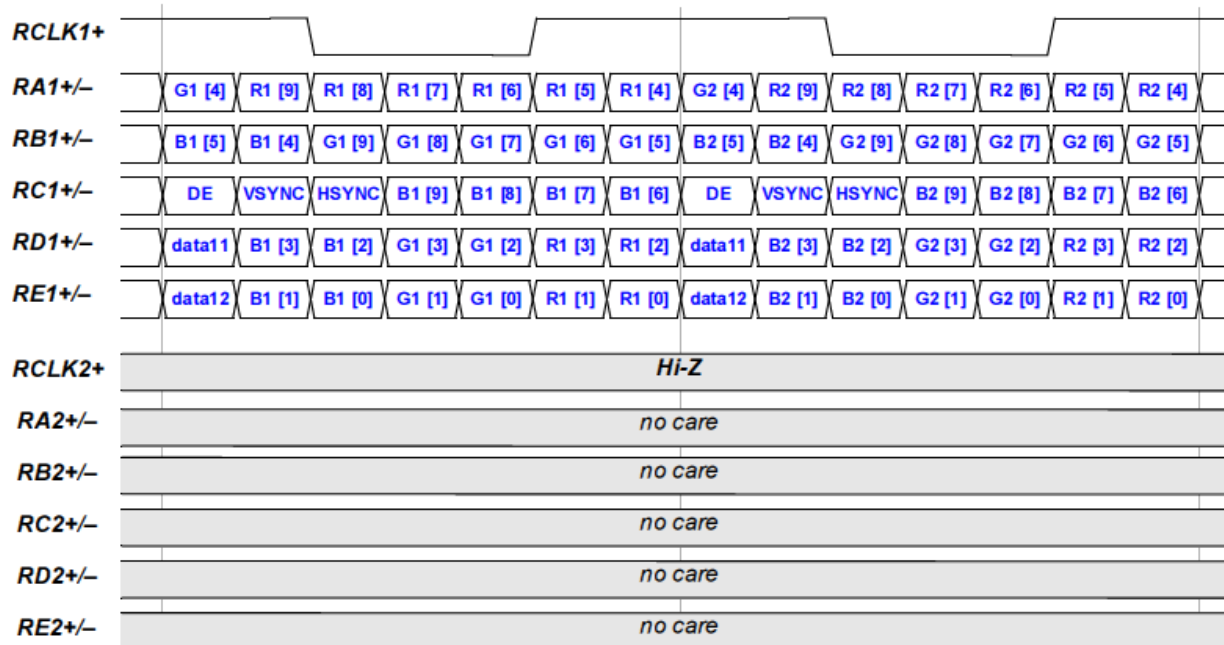 RCLK1+
RA1+/– G1 [4] R1 [9] R1 [8] R1 [7] R1 [6] R1 [5] R1 [4] G2 [4] R2 [9] R2 [8] R2 [7] R2 [6] R2 [5] R2 [4]
RB1+/– B1 [5] B1 [4] G1 [9] G1 [8] G1 [7] G1 [6] G1 [5] B2 [5] B2 [4] G2 [9] G2 [8] G2 [7] G2 [6] G2 [5]
RC1+/– DE VSYNC HSYNC B1 [9] B1 [8] B1 [7] B1 [6] DE VSYNC HSYNC B2 [9] B2 [8] B2 [7] B2 [6]
RD1+/– data11 B1 [3] B1 [2] G1 [3] G1 [2] R1 [3] R1 [2] data11 B2 [3] B2 [2] G2 [3] G2 [2] R2 [3] R2 [2]
RE1+/– data12 B1 [1] B1 [0] G1 [1] G1 [0] R1 [1] R1 [0] data12 B2 [1] B2 [0] G2 [1] G2 [0] R2 [1] R2 [0]
RCLK2+ Hi-Z
RA2+/– no care
RB2+/– no care
RC2+/– no care
RD2+/– no care
RE2+/– no care